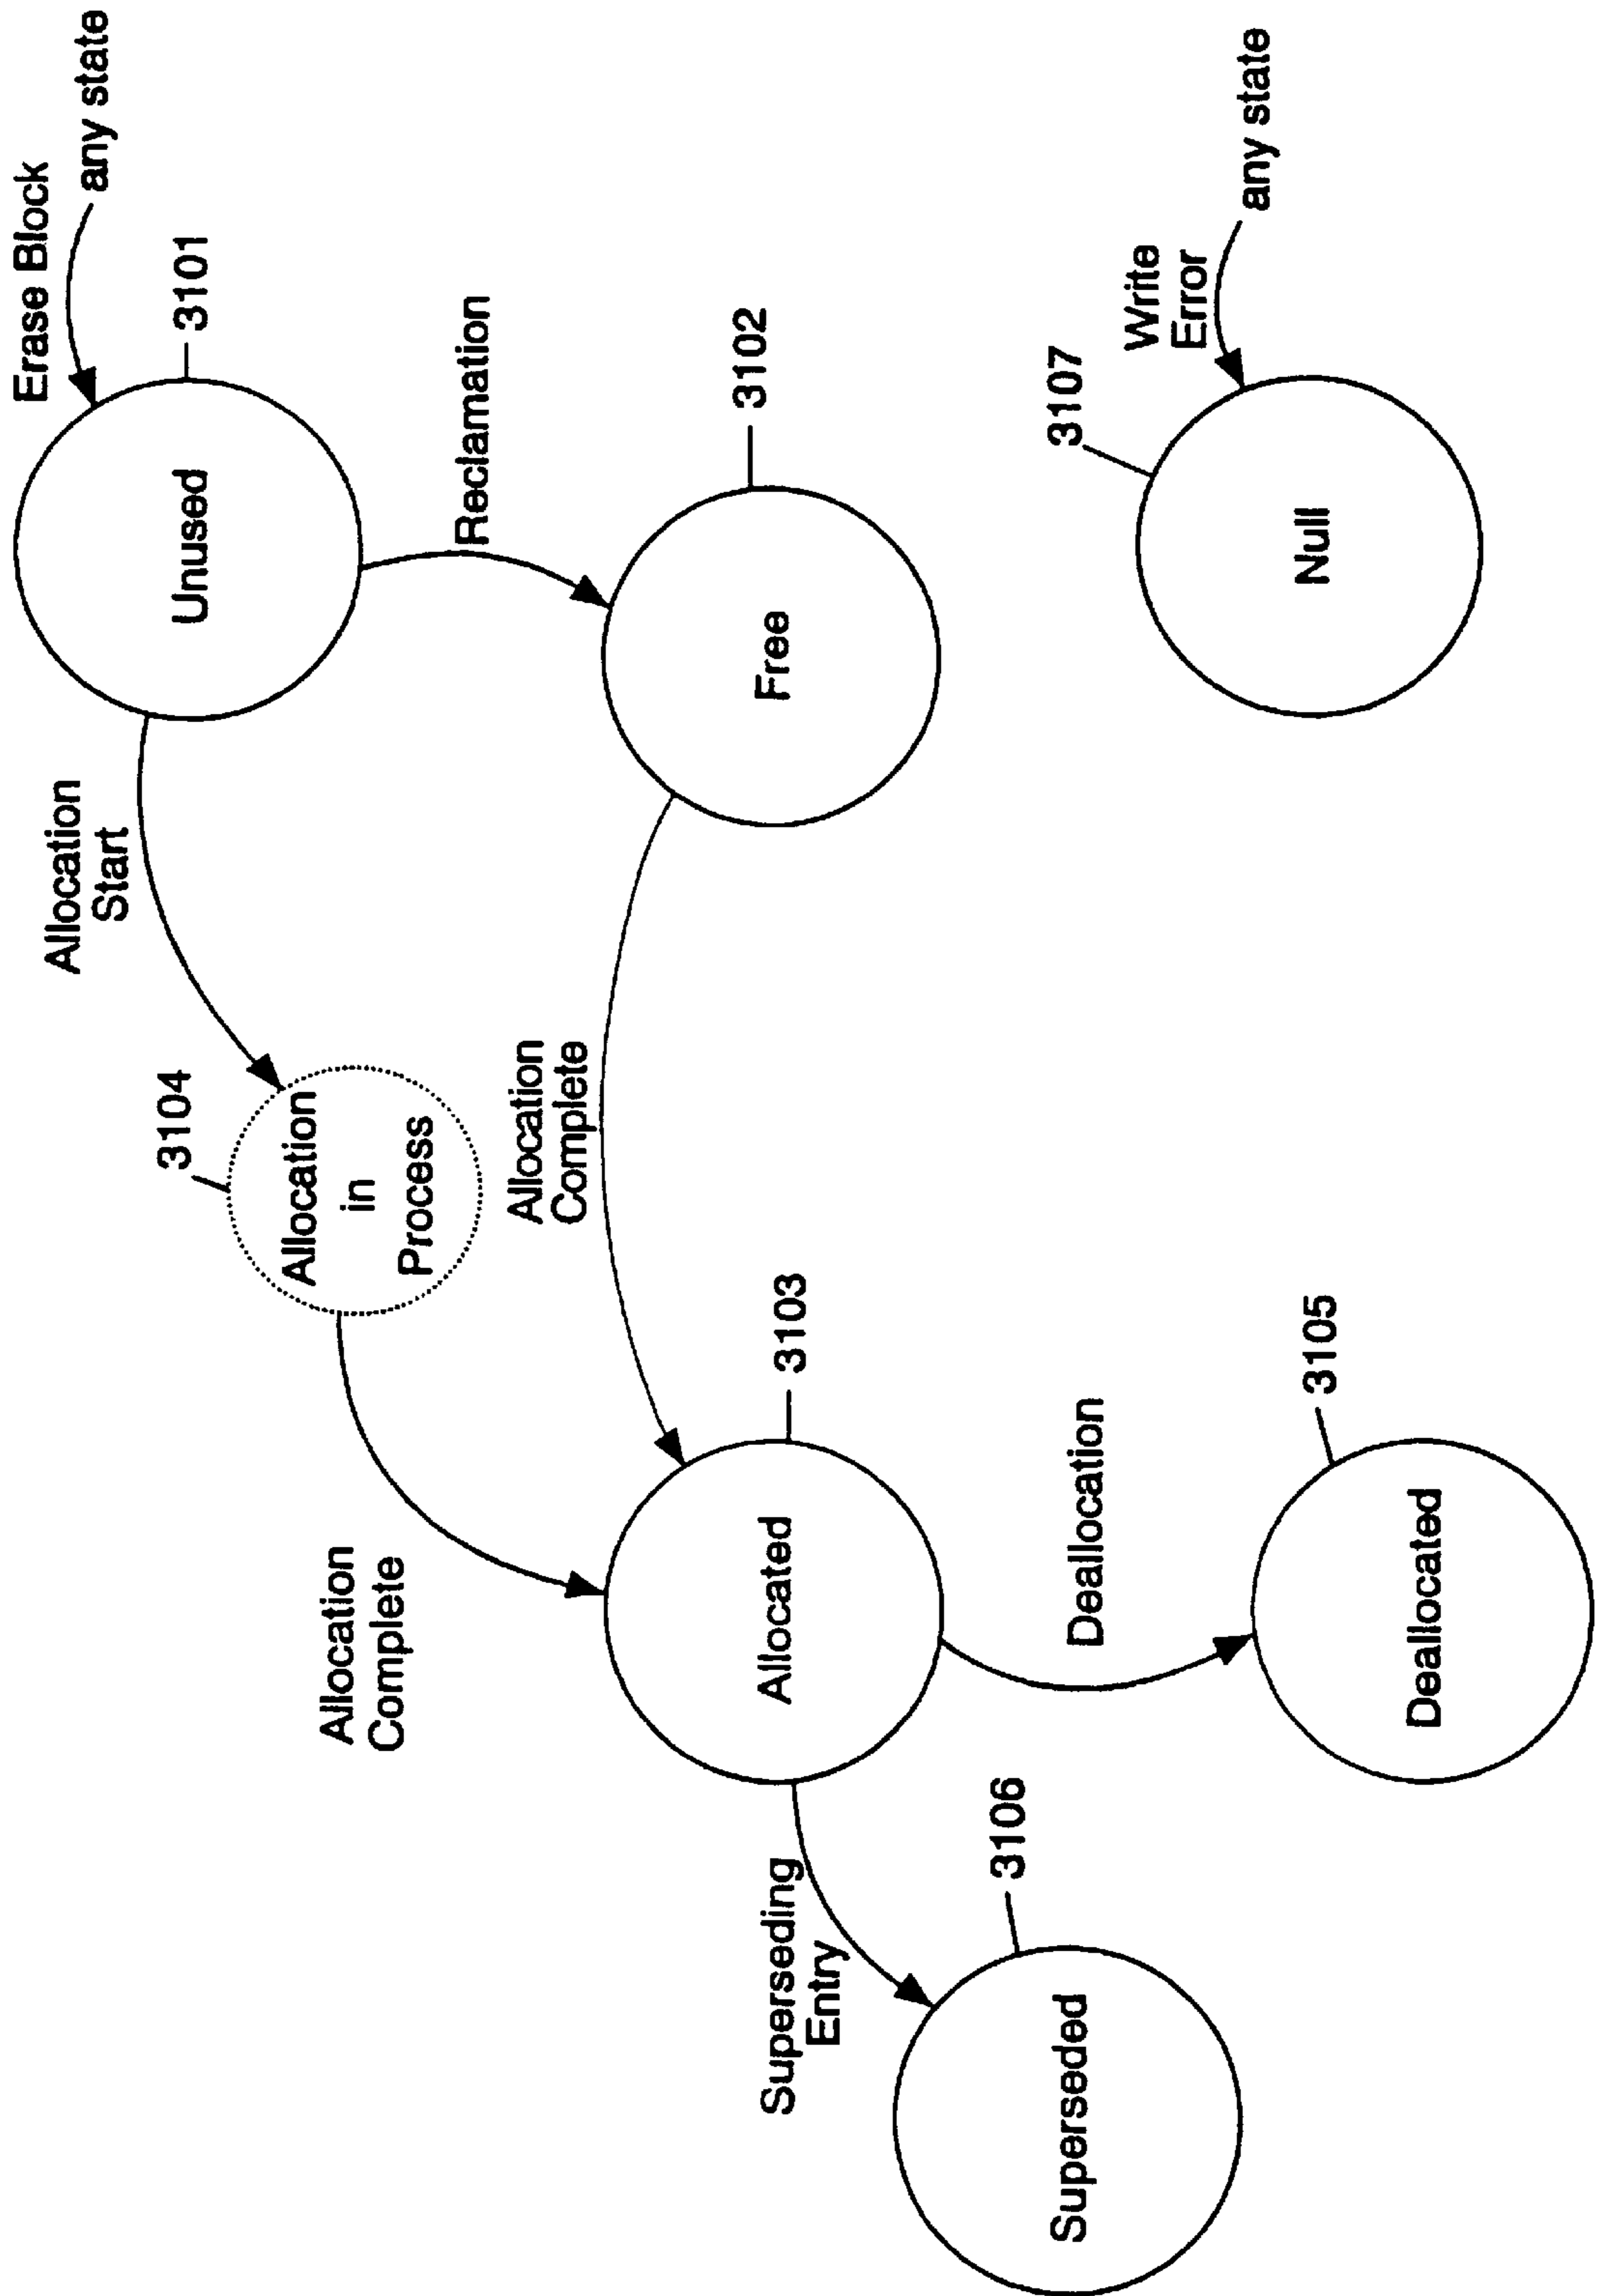 Erase Block
any state
Allocation
Start
3104
Unused
3101
Allocation
in
Process
Allocation
Complete
Reclamation
Allocation
Complete
Superseding
Entry
Allocated
3103
Free
3102
3106
Superseded
Deallocation
3107
Write
Error
any state
Null
3105
Deallocated